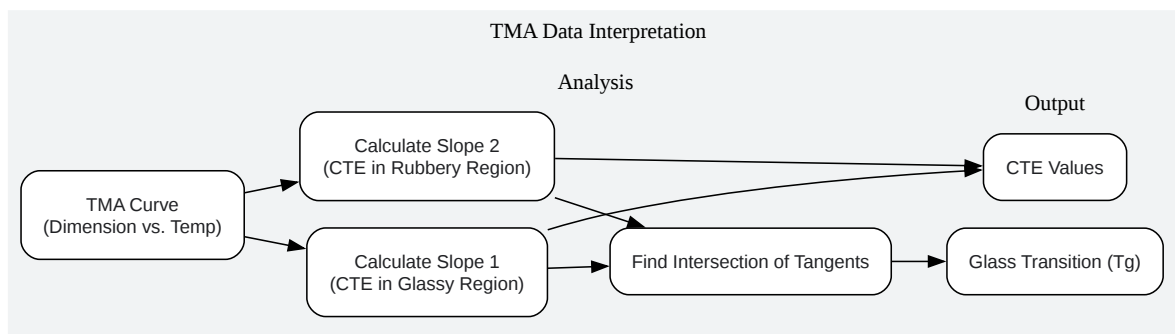 TMA Data Interpretation
Analysis
Output
Calculate Slope 2
(CTE in Rubbery Region)
CTE Values
TMA Curve
(Dimension vs. Temp)
Calculate Slope 1
(CTE in Glassy Region)
Find Intersection of Tangents
Glass Transition (Tg)